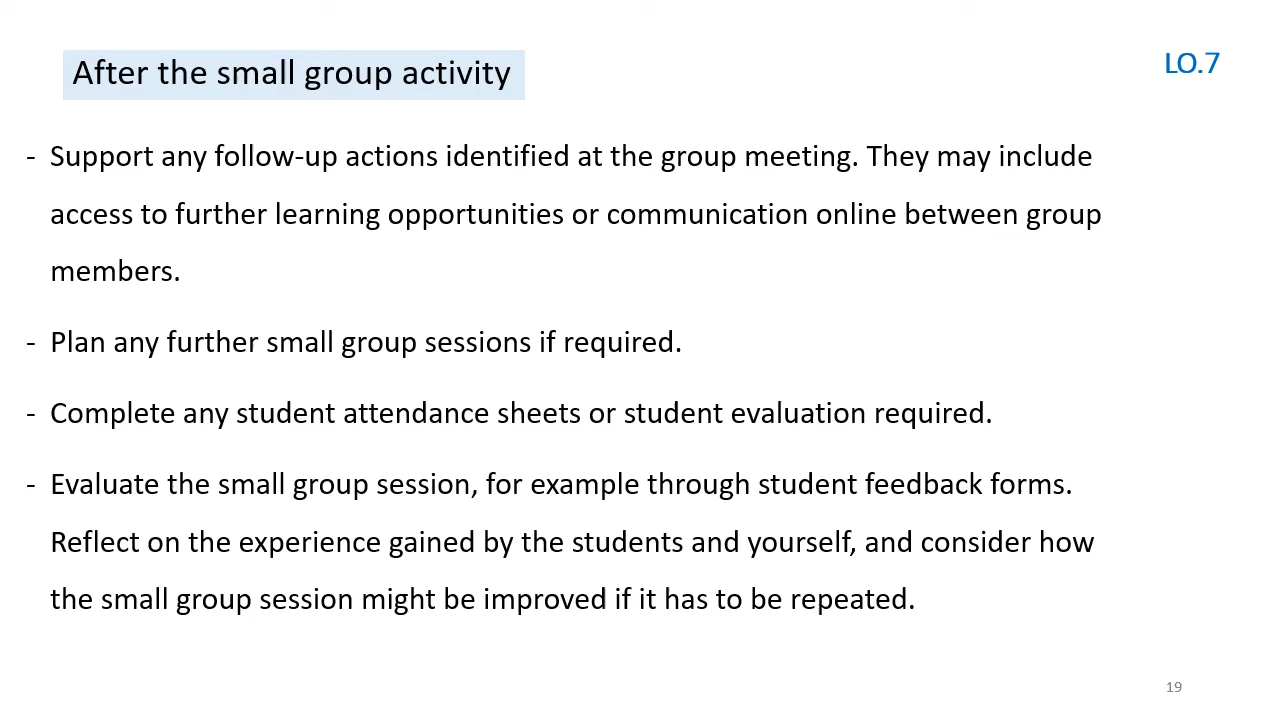 After the small group activity
LO.7
- Support any follow-up actions identified at the group meeting. They may include
access to further learning opportunities or communication online between group
members.
- Plan any further small group sessions if required.
- Complete any student attendance sheets or student evaluation required.
- Evaluate the small group session, for example through student feedback forms.
Reflect on the experience gained by the students and yourself, and consider how
the small group session might be improved if it has to be repeated.
19